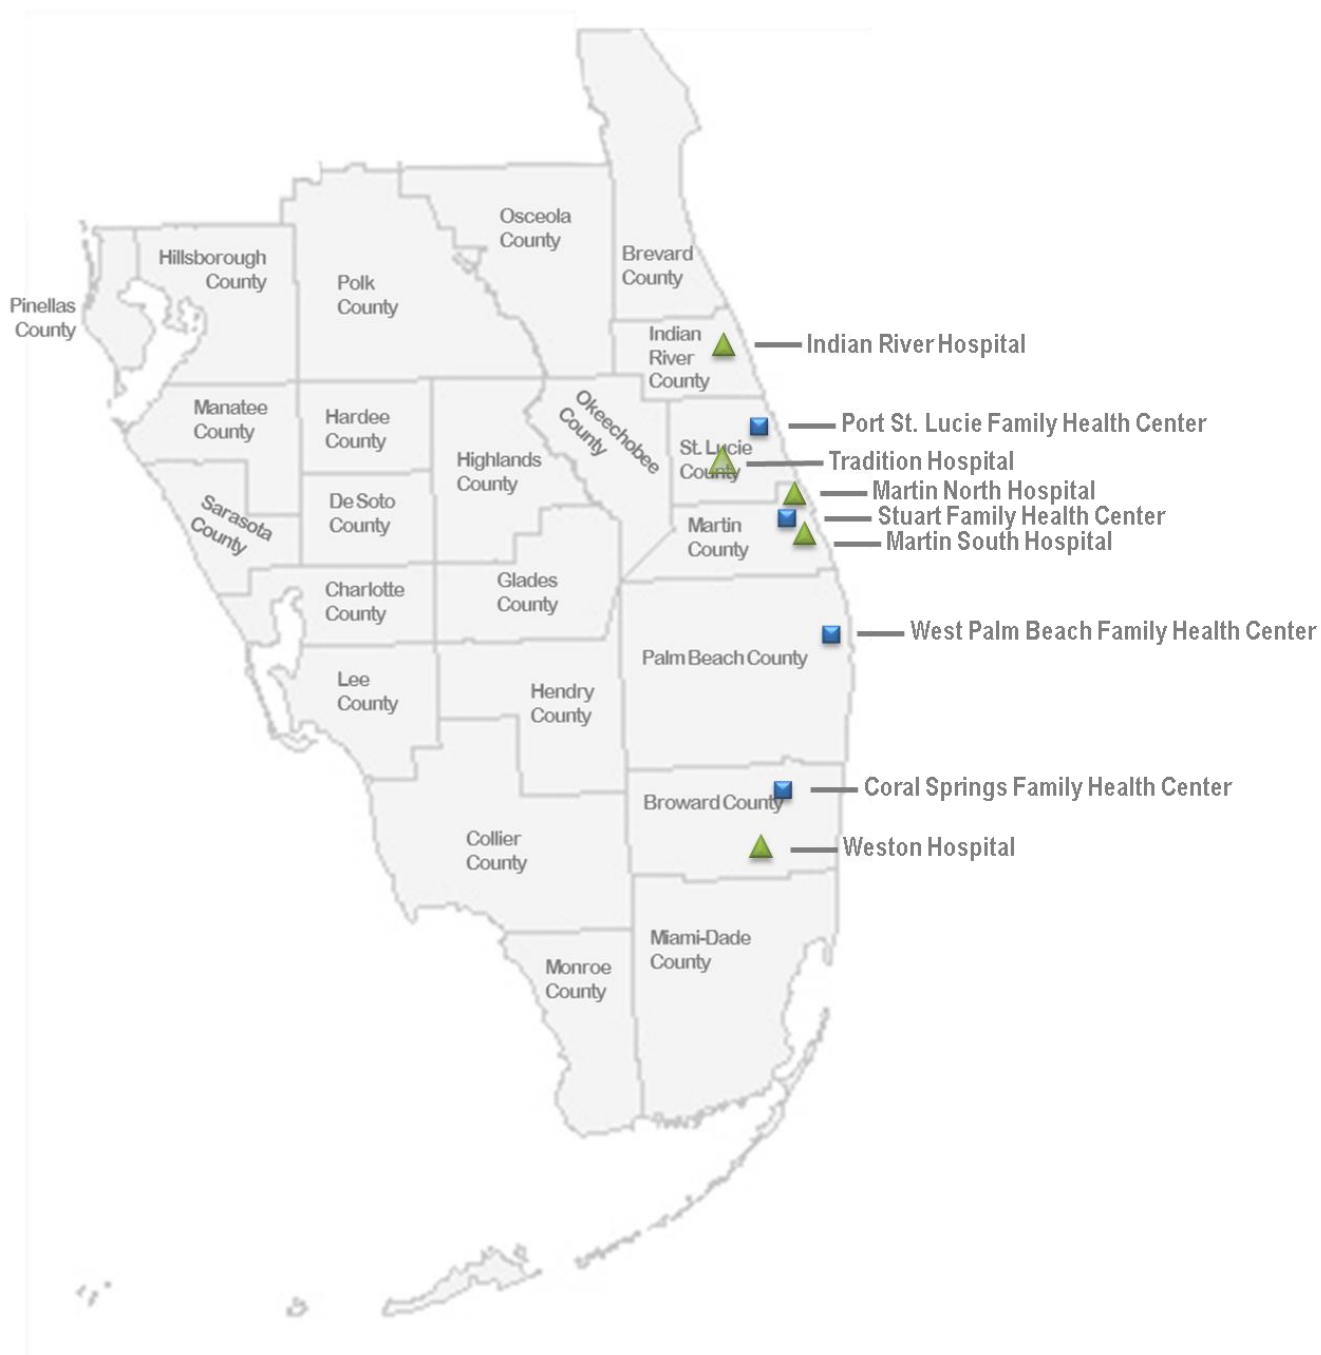 Osceola
County
Hillsborough
County
Brevard
County
Polk
County
Pinellas
County
Indian
River
County
Indian River Hospital
Manatee
County
Hardee
County
Okeechobee
County
Port St. Lucie Family Health Center
St. Lucie
County
Tradition Hospital
Highlands
County
Martin North Hospital
Sarasota
County
De Soto
County
Stuart Family Health Center
Martin
County
Martin South Hospital
Charlotte
County
Glades
County
West Palm Beach Family Health Center
Palm Beach County
Lee
County
Hendry
County
Coral Springs Family Health Center
Broward County
Collier
County
Weston Hospital
Miami-Dade
County
Monroe
County